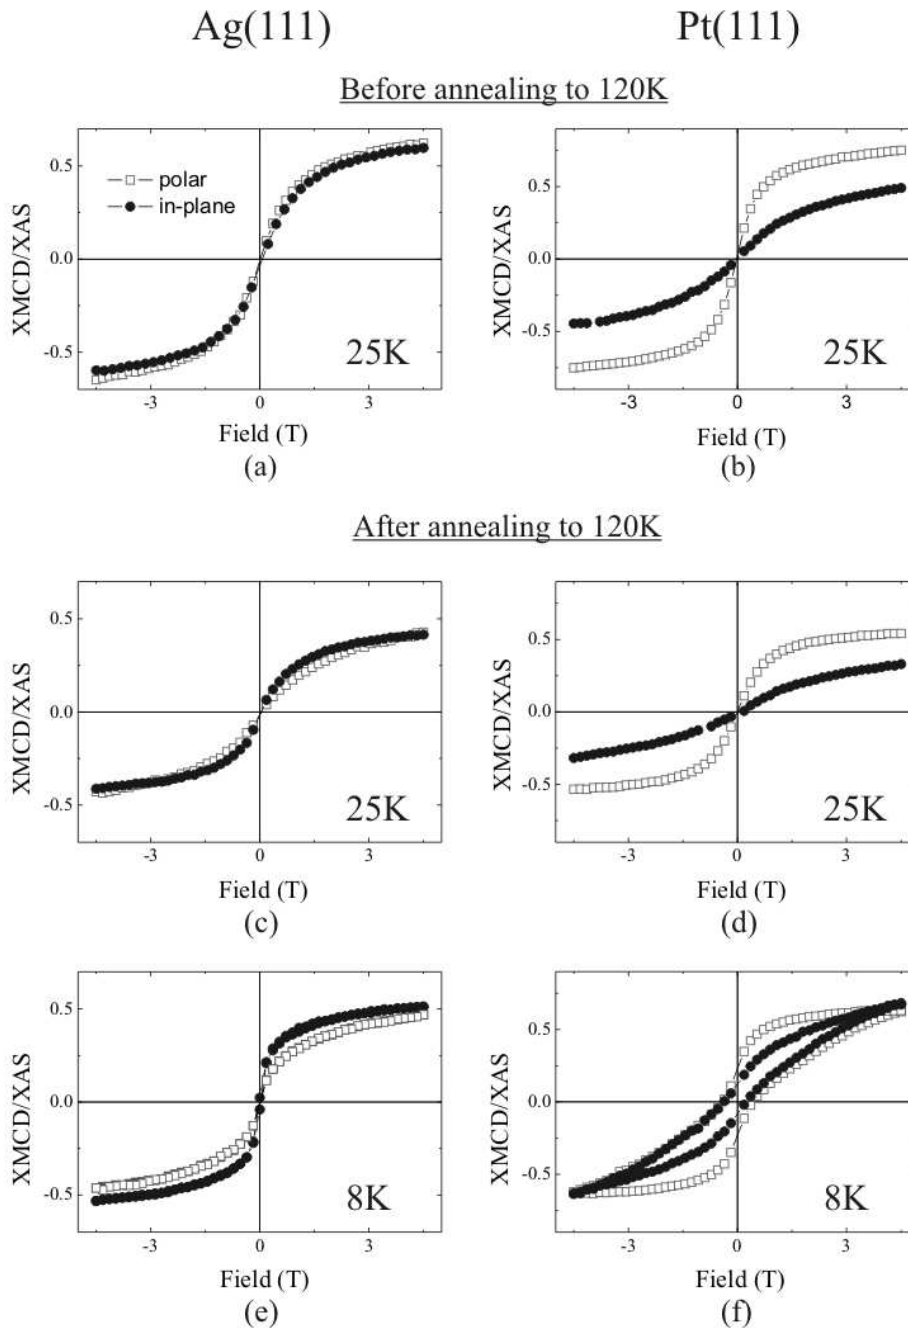 Ag(111)
Pt(111)
Before annealing to 120K
XMCD/XAS
0.5
0.0
-0.5
polar
in-plane
25K
-3
0
3
Field (T)
(a)
XMCD/XAS
0.5
0.0
-0.5
25K
-3
0
3
Field (T)
(b)
After annealing to 120K
XMCD/XAS
0.5
0.0
-0.5
25K
-3
0
3
Field (T)
(c)
XMCD/XAS
0.5
0.0
-0.5
25K
-3
0
3
Field (T)
(d)
XMCD/XAS
0.5
0.0
-0.5
8K
-3
0
3
Field (T)
(e)
XMCD/XAS
0.5
0.0
-0.5
8K
-3
0
3
Field (T)
(f)